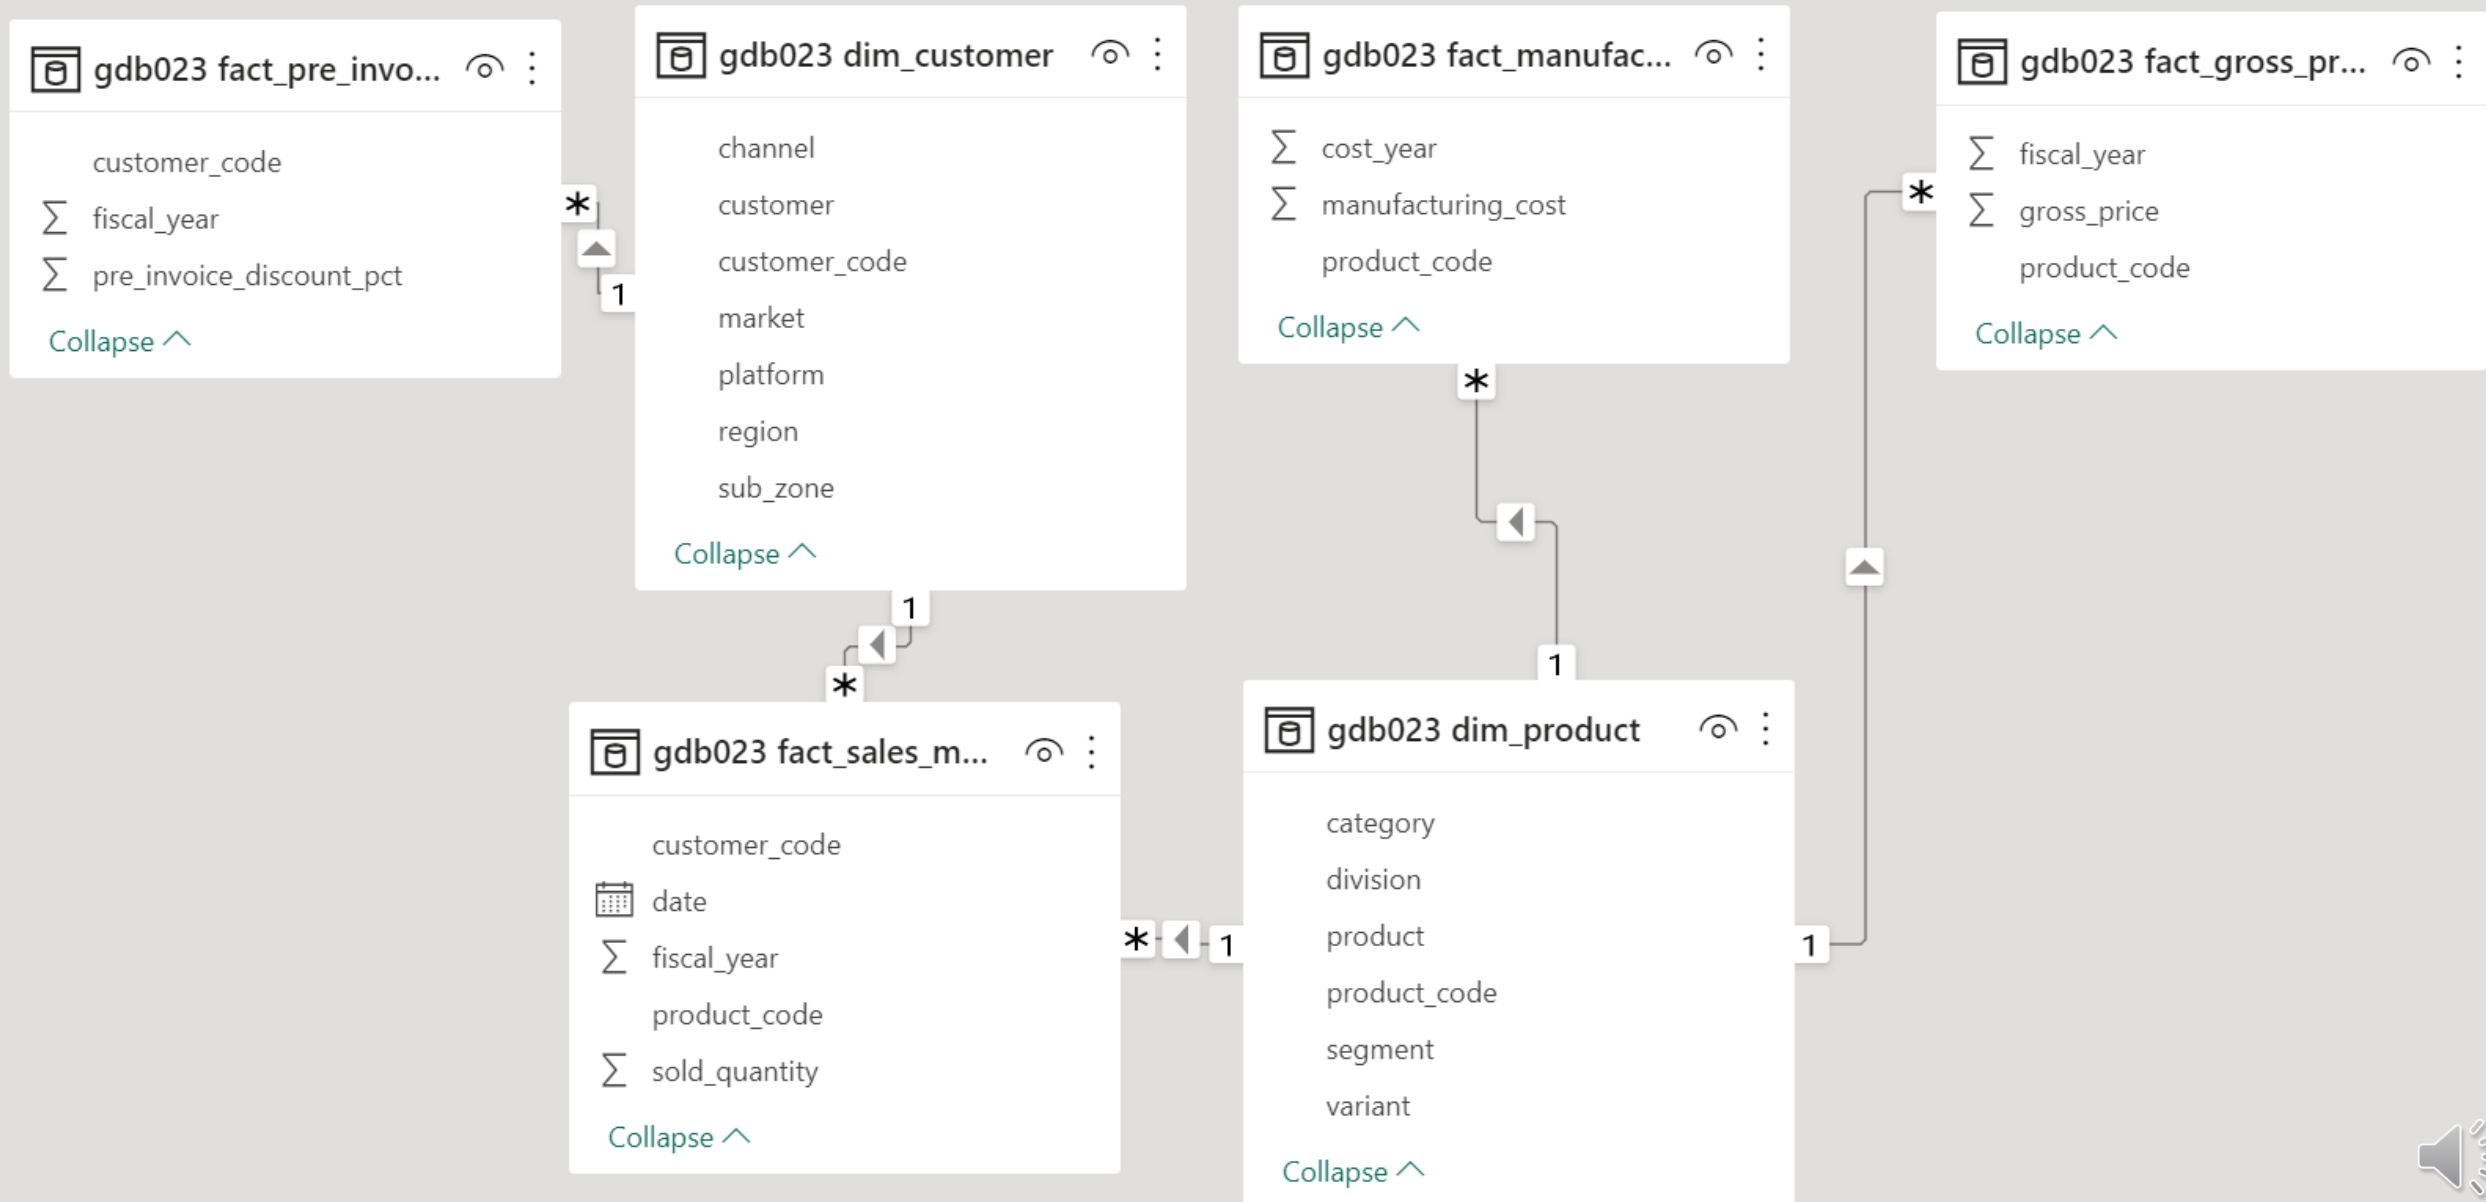 gdb023 fact_pre_invo...
customer_code
fiscal_year
pre_invoice_discount_pct
Collapse
*
1
gdb023 dim_customer
channel
customer
customer_code
market
platform
region
sub_zone
Collapse
1
*
gdb023 fact_manufac...
cost_year
manufacturing_cost
product_code
Collapse
*
1
gdb023 fact_gross_pr...
fiscal_year
gross_price
product_code
Collapse
*
1
gdb023 fact_sales_m...
customer_code
date
fiscal_year
product_code
sold_quantity
Collapse
*
1
gdb023 dim_product
category
division
product
product_code
segment
variant
Collapse